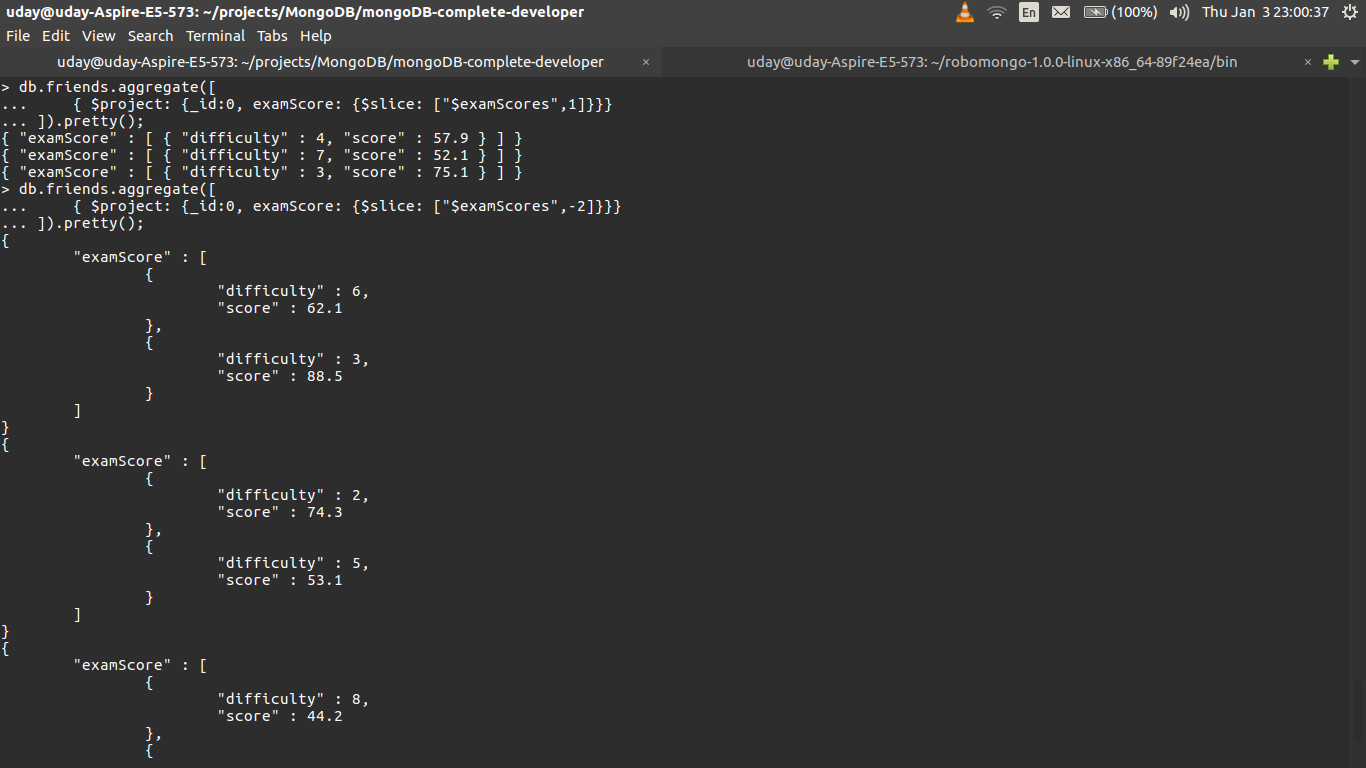 uday@uday-Aspire-E5-573: ~/projects/MongoDB/mongoDB-complete-developer
En
(100%)
Thu Jan 3 23:00:37
File Edit View Search Terminal Tabs Help
uday@uday-Aspire-E5-573: ~/projects/MongoDB/mongoDB-complete-developer ×
uday@uday-Aspire-E5-573: ~/robomongo-1.0.0-linux-x86_64-89f24ea/bin ×
> db.friends.aggregate([
...     { $project: {_id:0, examScore: {$slice: ["$examScores",1]}}}
... ]).pretty();
{ "examScore" : [ { "difficulty" : 4, "score" : 57.9 } ] }
{ "examScore" : [ { "difficulty" : 7, "score" : 52.1 } ] }
{ "examScore" : [ { "difficulty" : 3, "score" : 75.1 } ] }
> db.friends.aggregate([
...     { $project: {_id:0, examScore: {$slice: ["$examScores",-2]}}}
... ]).pretty();
{
        "examScore" : [
                {
                        "difficulty" : 6,
                        "score" : 62.1
                },
                {
                        "difficulty" : 3,
                        "score" : 88.5
                }
        ]
}
{
        "examScore" : [
                {
                        "difficulty" : 2,
                        "score" : 74.3
                },
                {
                        "difficulty" : 5,
                        "score" : 53.1
                }
        ]
}
{
        "examScore" : [
                {
                        "difficulty" : 8,
                        "score" : 44.2
                },
                {